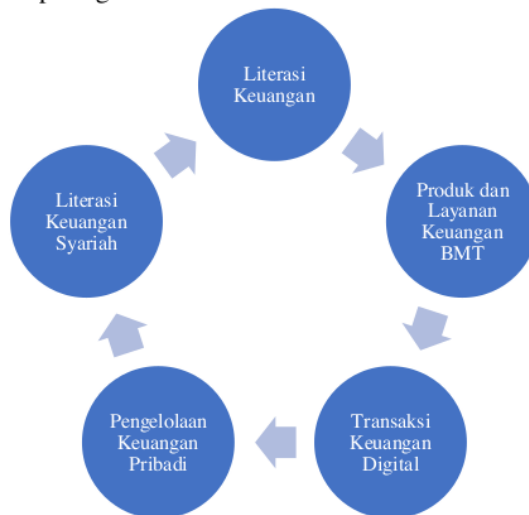 Literasi
Keuangan
Produk dan
Layanan
Keuangan
BMT
Transaksi
Keuangan
Digital
Pengelolaan
Keuangan
Pribadi
Literasi
Keuangan
Syariah